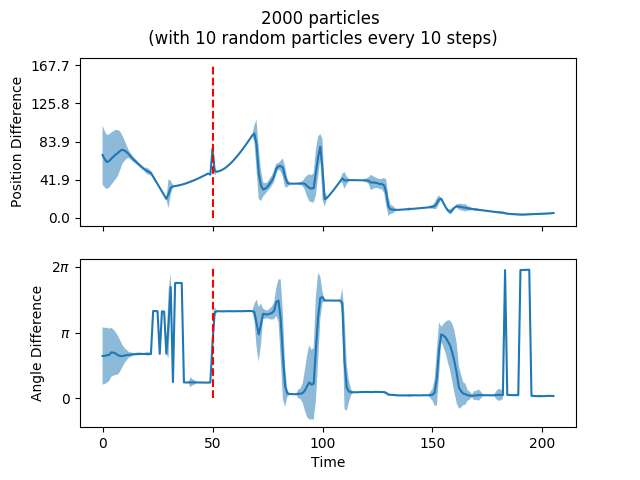 2000 particles
(with 10 random particles every 10 steps)
167.7
125.8
83.9
41.9
0.0
Position Difference
2π
π
0
Angle Difference
0 50 100 150 200
Time